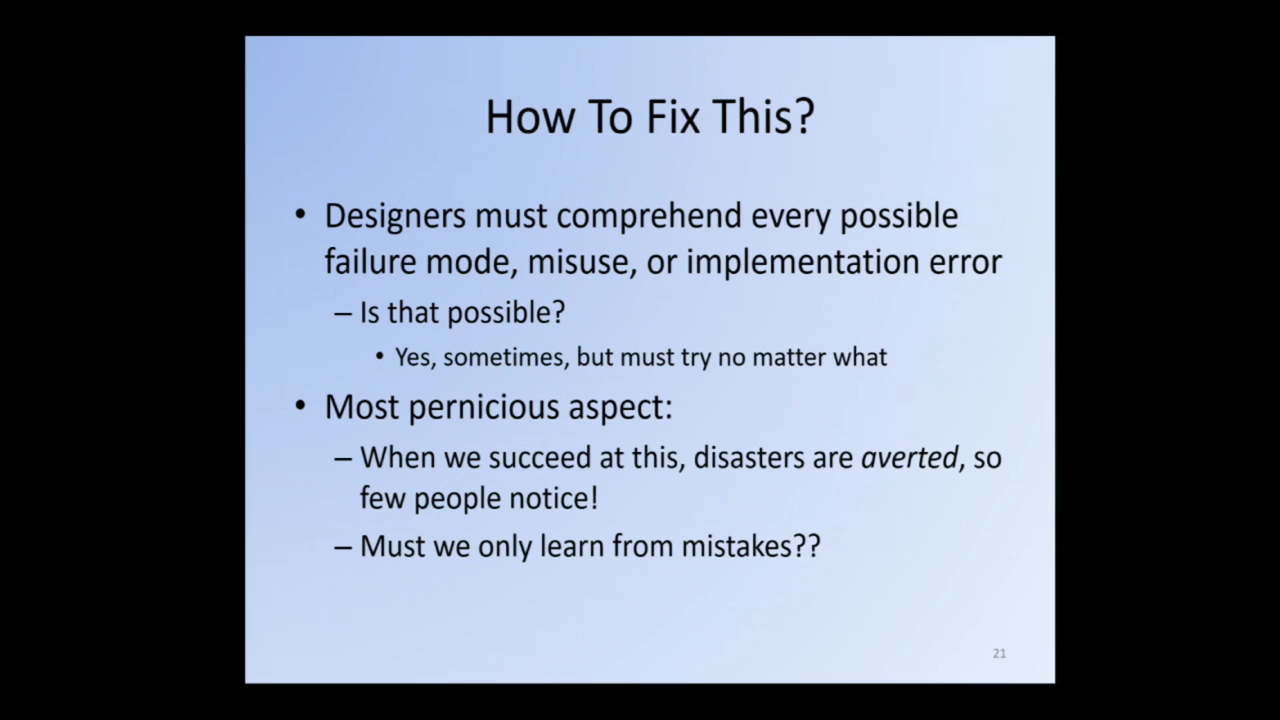 How To Fix This?
• Designers must comprehend every possible
failure mode, misuse, or implementation error
– Is that possible?
• Yes, sometimes, but must try no matter what
• Most pernicious aspect:
– When we succeed at this, disasters are averted, so
few people notice!
– Must we only learn from mistakes??
21